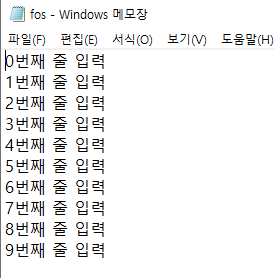 fos - Windows 메모장
파일(F) 편집(E) 서식(O) 보기(V) 도움말(H)
0번째 줄 입력
1번째 줄 입력
2번째 줄 입력
3번째 줄 입력
4번째 줄 입력
5번째 줄 입력
6번째 줄 입력
7번째 줄 입력
8번째 줄 입력
9번째 줄 입력